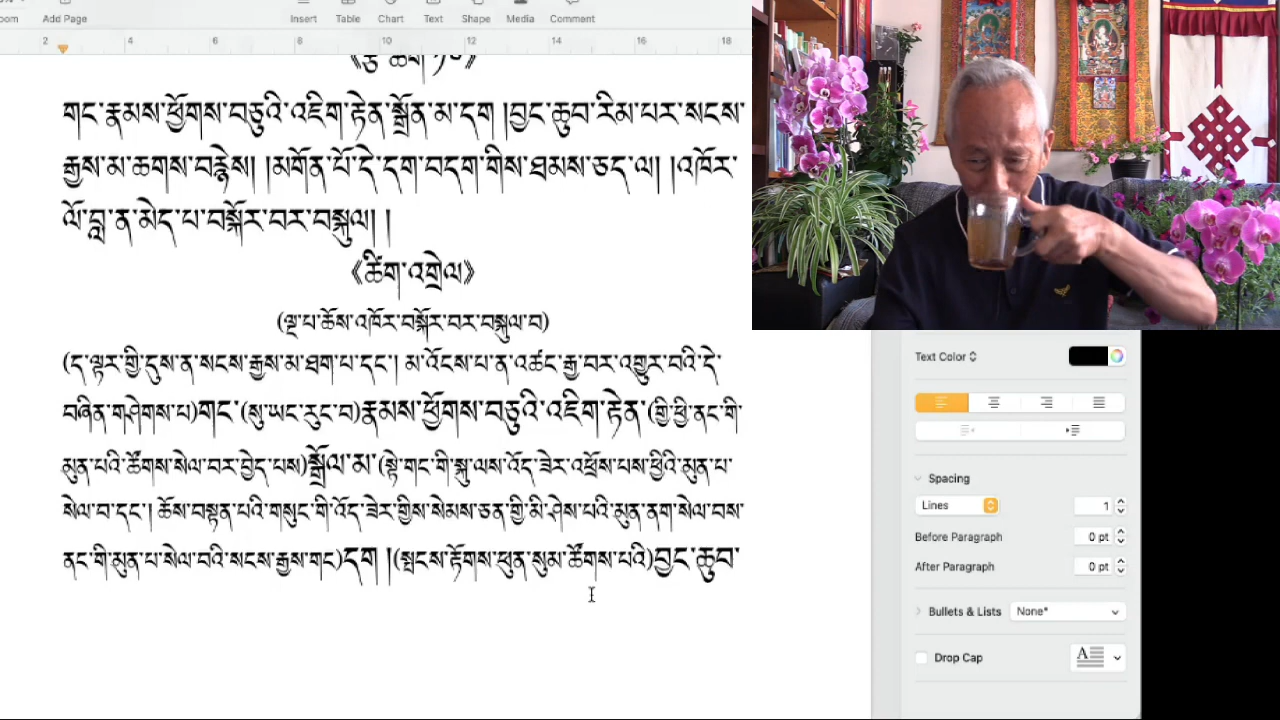 Add Page
Insert Table Chart Text Shape Media Comment
2 4 6 8 10 12 14 16 18
གང་རྣམས་ཕྱོགས་བཅུའི་འཇིག་རྟེན་སྒྲོན་མ་དག །བྱང་ཆུབ་རིམ་པར་སངས་
རྒྱས་མ་ཆགས་བརྙེས། །མགོན་པོ་དེ་དག་བདག་གིས་ཐམས་ཅད་ལ། །འཁོར་
ལོ་བླ་ན་མེད་པ་བསྐོར་བར་བསྐུལ། །
《ཚིག་འགྲེལ》
(ལྔ་པ་ཆོས་འཁོར་བསྐོར་བར་བསྐུལ་བ)
(ད་ལྟར་གྱི་དུས་ན་སངས་རྒྱས་མ་ཐག་པ་དང་། མ་འོངས་པ་ན་འཚང་རྒྱ་བར་འགྱུར་བའི་དེ་
བཞིན་གཤེགས་པ)གང་(སུ་ཡང་རུང་བ)རྣམས་ཕྱོགས་བཅུའི་འཇིག་རྟེན་(གྱི་ཕྱི་ནང་གི་
མུན་པའི་ཚོགས་སེལ་བར་བྱེད་པས)སྒྲོལ་མ་(སྟེ་གང་གི་སྐུ་ལས་འོད་ཟེར་འཕྲོས་པས་ཕྱིའི་མུན་པ་
སེལ་བ་དང་། ཆོས་བསྟན་པའི་གསུང་གི་འོད་ཟེར་གྱིས་སེམས་ཅན་གྱི་མི་ཤེས་པའི་མུན་ནག་སེལ་བས་
ནང་གི་མུན་པ་སེལ་བའི་སངས་རྒྱས་གང)དག །(སྤངས་རྟོགས་ཕུན་སུམ་ཚོགས་པའི)བྱང་ཆུབ་
Text Color
Spacing
Lines 1
Before Paragraph 0 pt
After Paragraph 0 pt
Bullets & Lists None*
Drop Cap